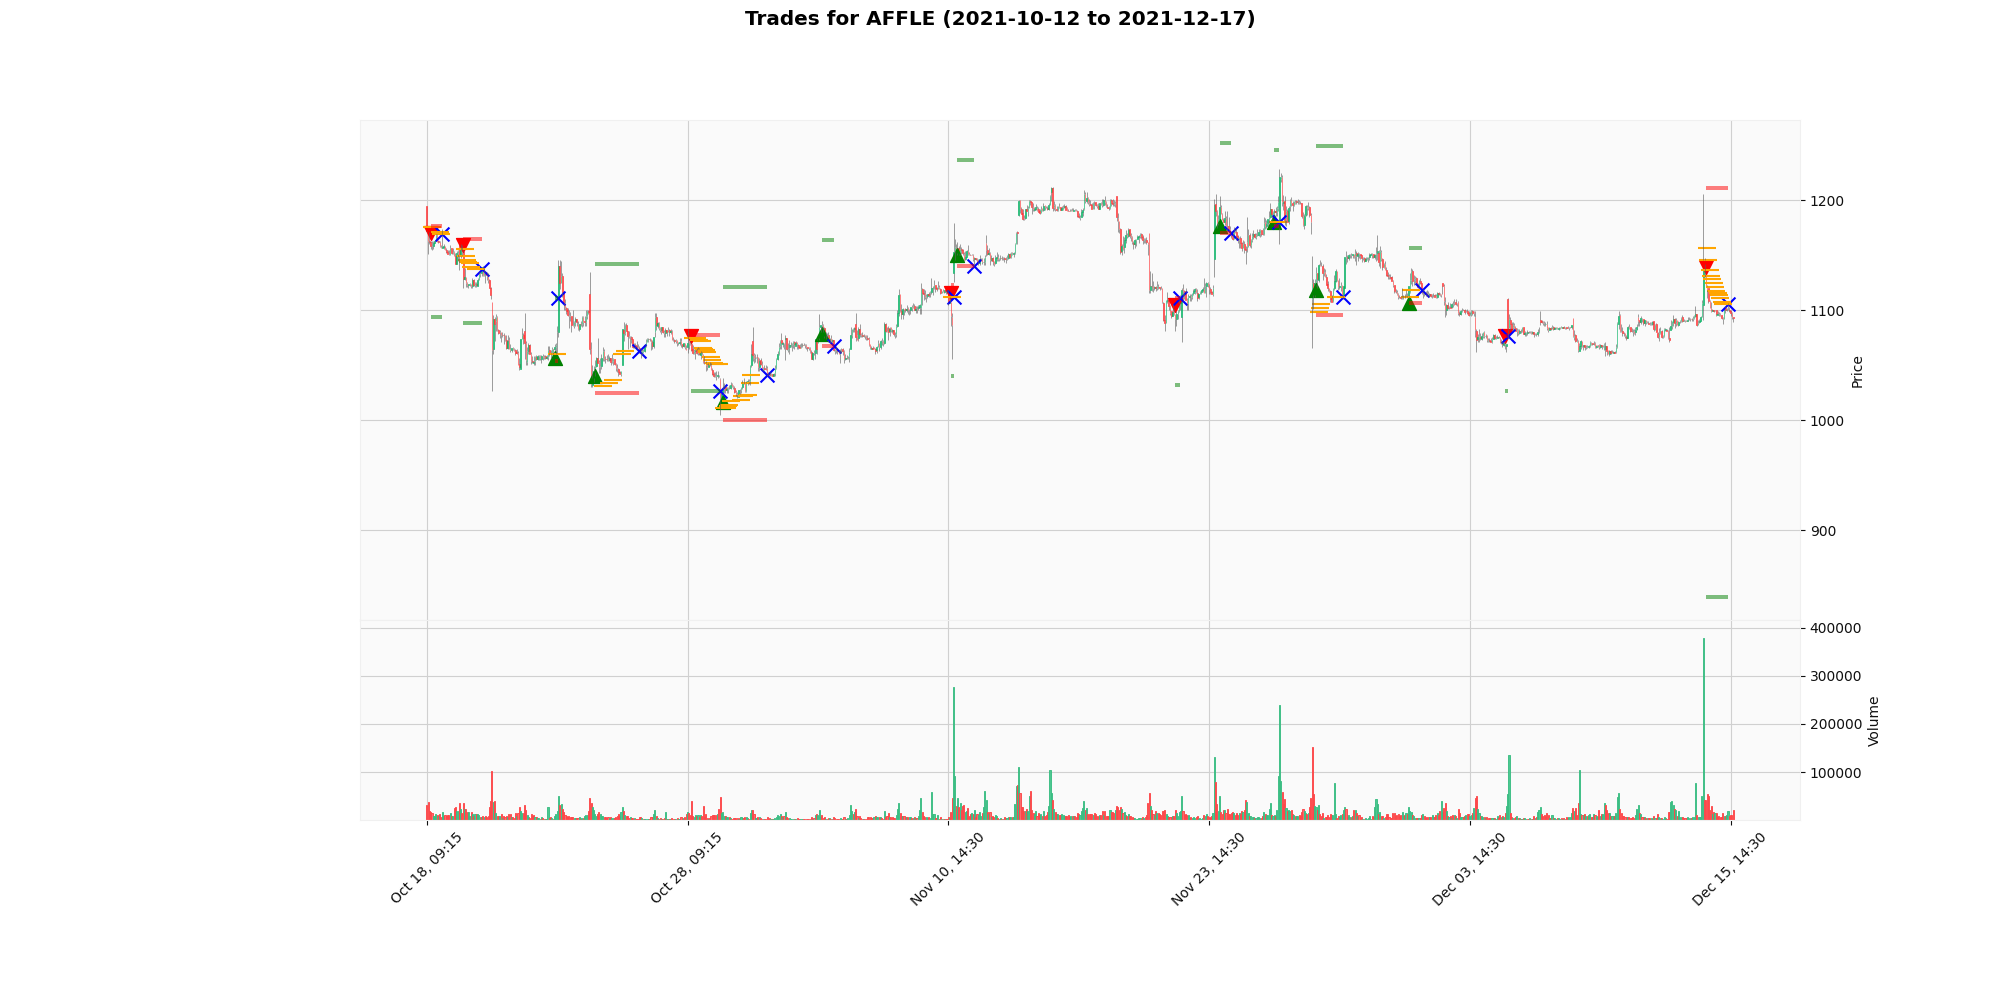 Trades for AFFLE (2021-10-12 to 2021-12-17)
1200
1100
1000
900
Price
400000
300000
200000
100000
Volume
Oct 18, 09:15
Oct 28, 09:15
Nov 10, 14:30
Nov 23, 14:30
Dec 03, 14:30
Dec 15, 14:30